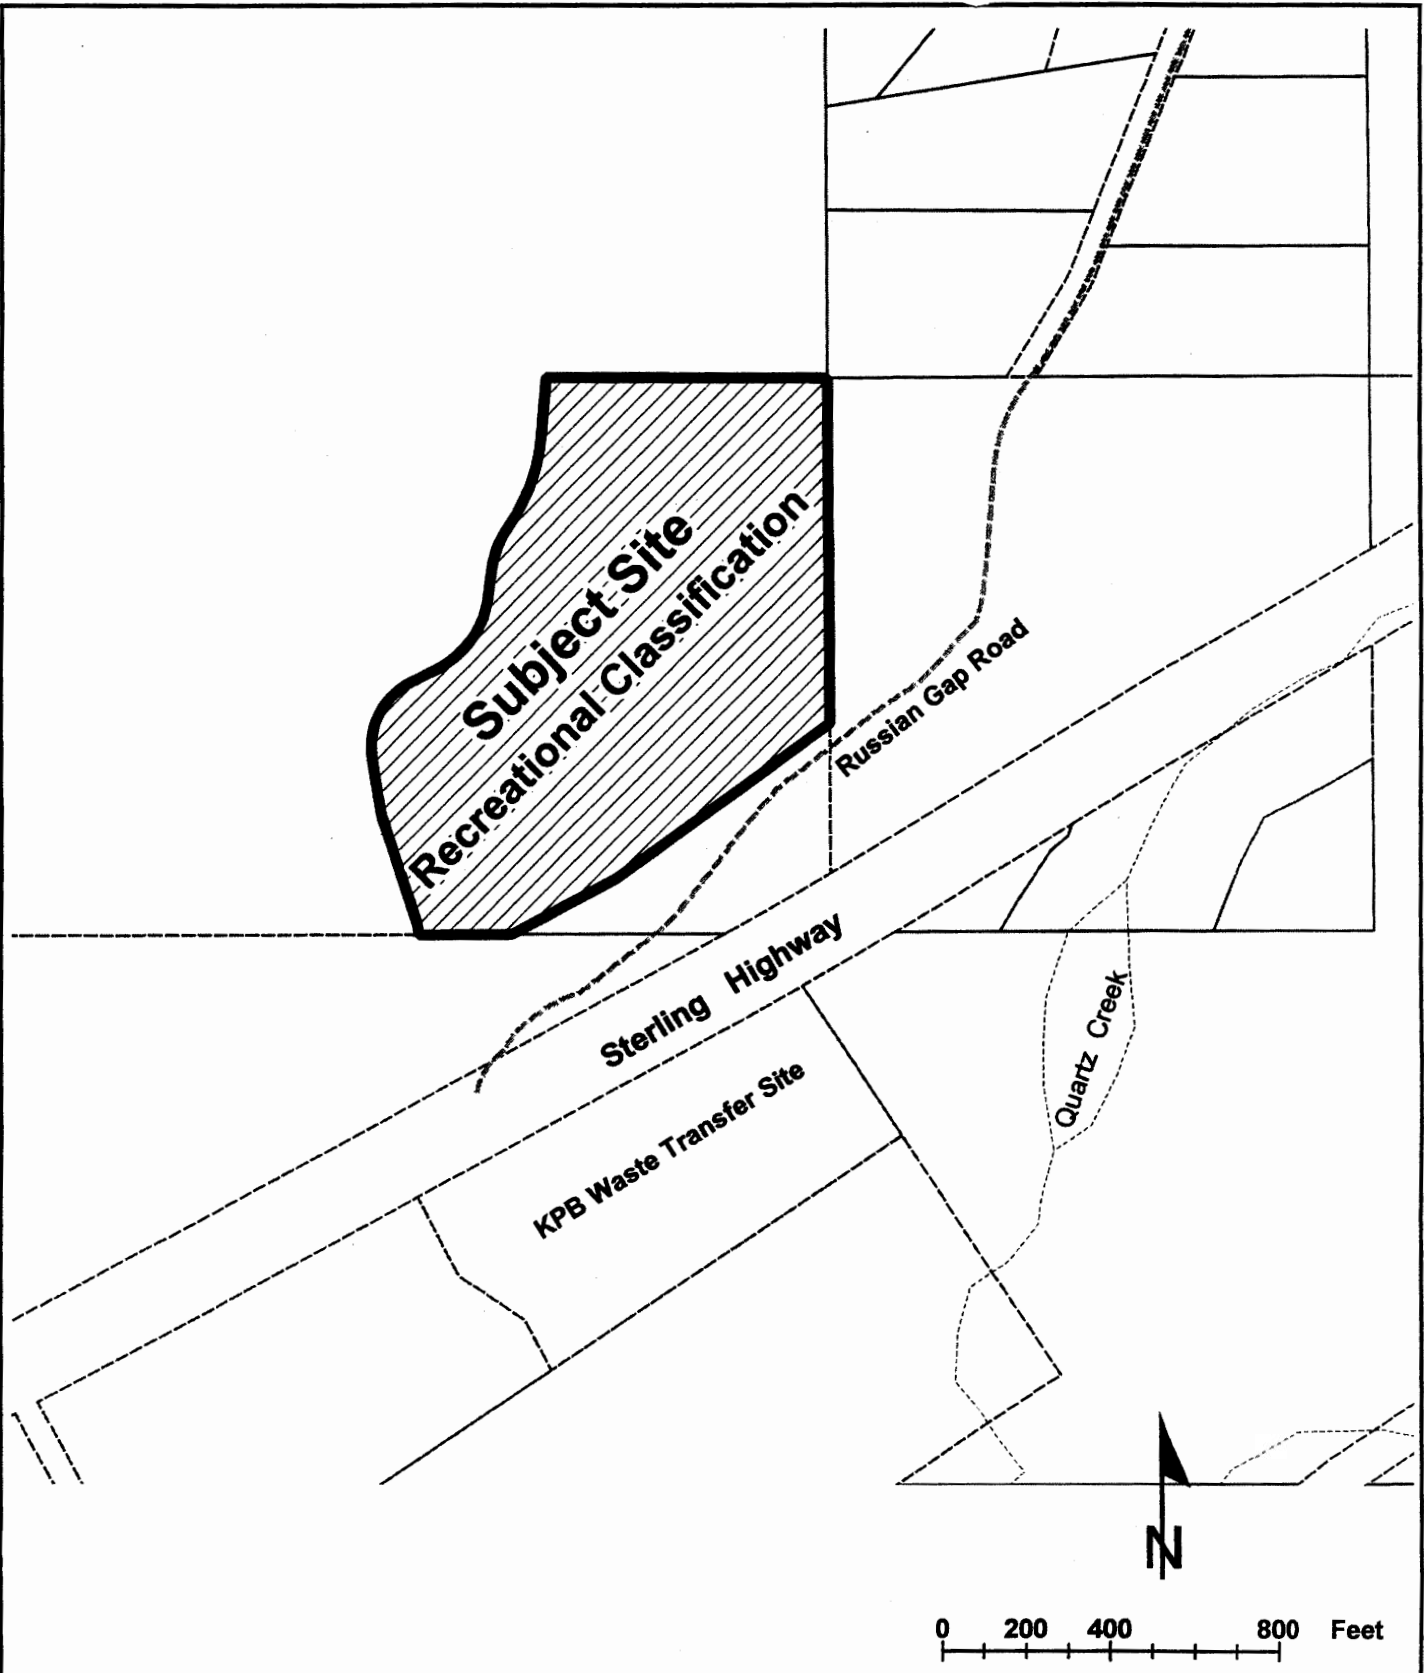 Subject Site
Recreational Classification
Russian Gap Road
Sterling Highway
Quartz Creek
KPB Waste Transfer Site
N
0 200 400 800 Feet